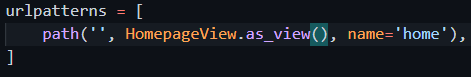 urlpatterns = [
    path('', HomepageView.as_view(), name='home'),
]